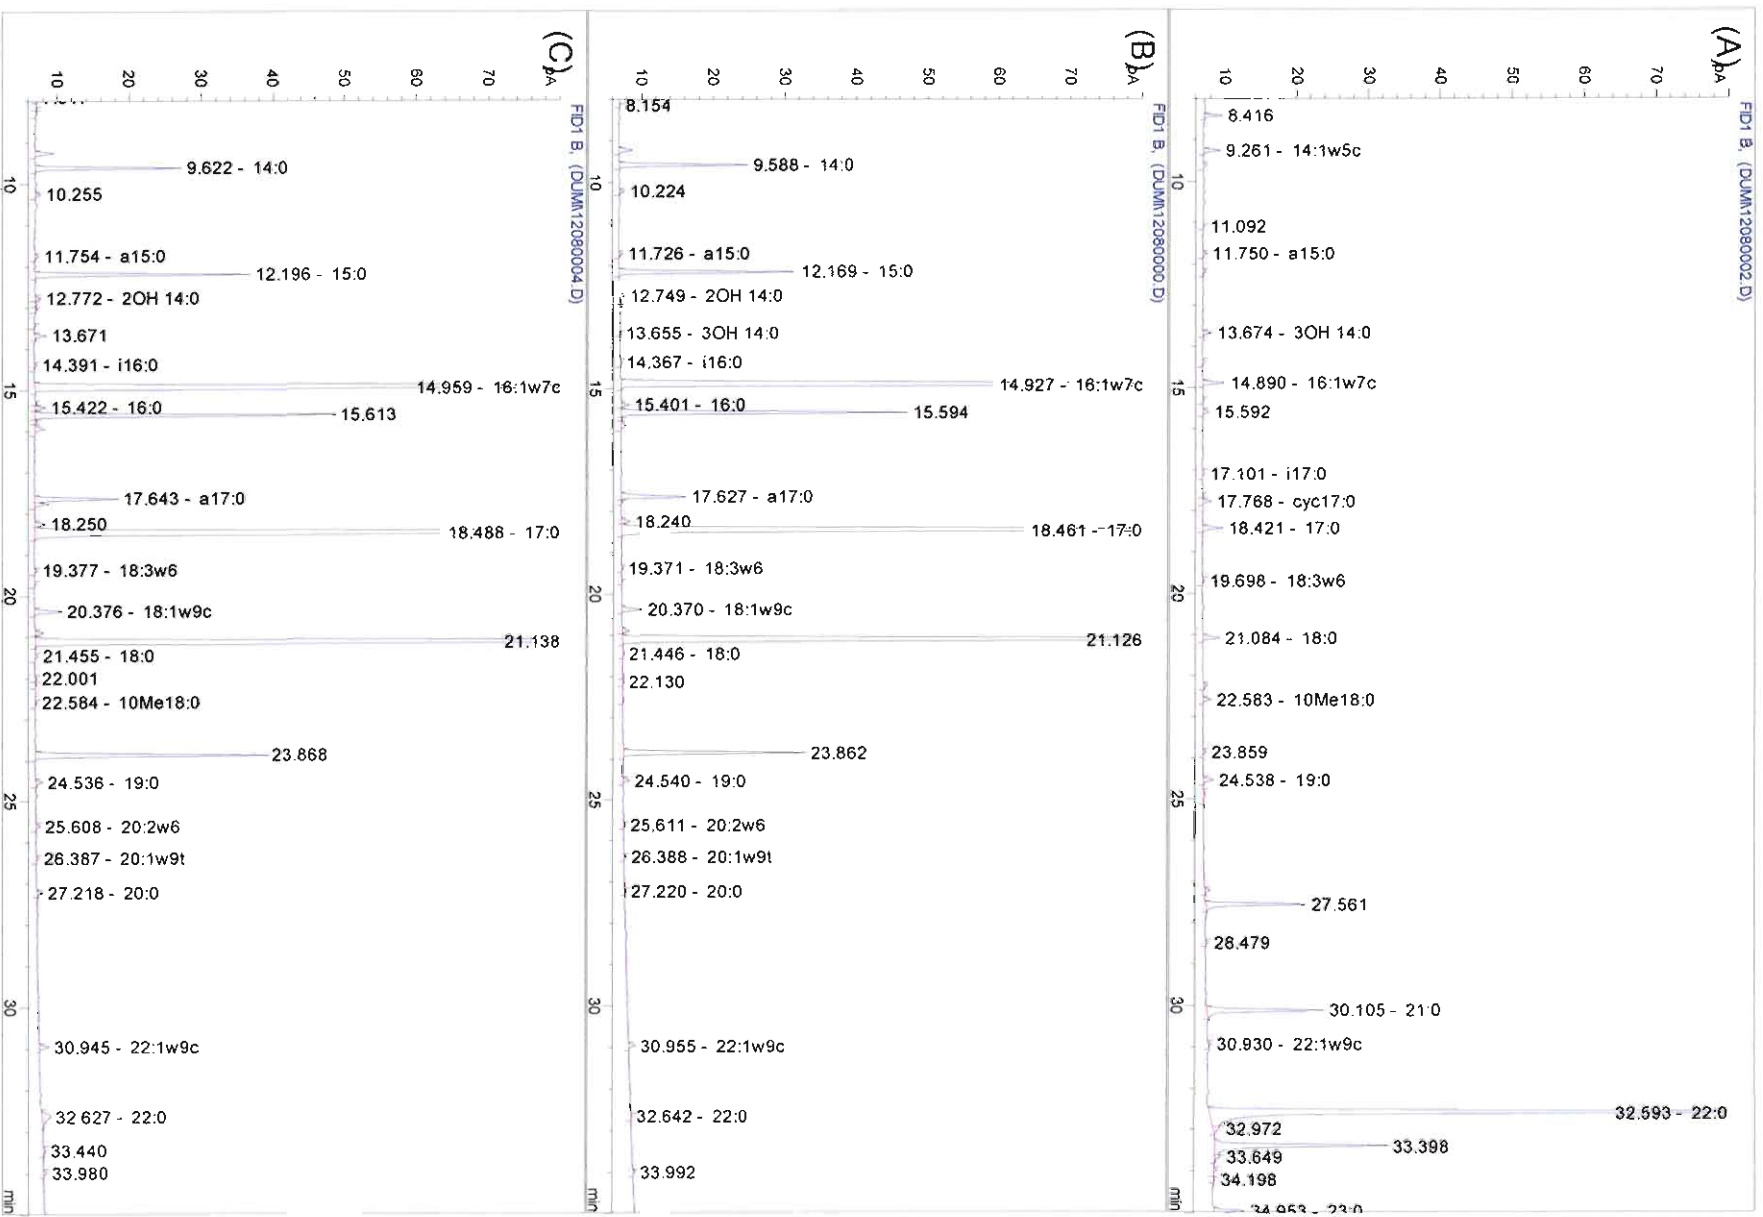 (A)
pA
70
60
50
40
30
20
10
FID1 B, (DUMM\12080002.D)
8.416
9.261 - 14:1w5c
11.092
11.750 - a15:0
13.674 - 3OH 14:0
14.890 - 16:1w7c
15.592
17.101 - i17:0
17.768 - cyc17:0
18.421 - 17:0
19.698 - 18:3w6
21.084 - 18:0
22.583 - 10Me18:0
23.859
24.538 - 19:0
27.561
28.479
30.105 - 21:0
30.930 - 22:1w9c
32.593 - 22:0
32.972
33.398
33.649
34.198
34.953 - 23:0
10
15
20
25
30
min
(B)
pA
70
60
50
40
30
20
10
FID1 B, (DUMM\12080000.D)
8.154
9.588 - 14:0
10.224
11.726 - a15:0
12.169 - 15:0
12.749 - 2OH 14:0
13.655 - 3OH 14:0
14.367 - i16:0
14.927 - 16:1w7c
15.401 - 16:0
15.594
17.627 - a17:0
18.240
18.461 - 17:0
19.371 - 18:3w6
20.370 - 18:1w9c
21.126
21.446 - 18:0
22.130
23.862
24.540 - 19:0
25.611 - 20:2w6
26.388 - 20:1w9t
27.220 - 20:0
30.955 - 22:1w9c
32.642 - 22:0
33.992
10
15
20
25
30
min
(C)
pA
70
60
50
40
30
20
10
FID1 B, (DUMM\12080004.D)
9.622 - 14:0
10.255
11.754 - a15:0
12.196 - 15:0
12.772 - 2OH 14:0
13.671
14.391 - i16:0
14.959 - 16:1w7c
15.422 - 16:0
15.613
17.643 - a17:0
18.250
18.488 - 17:0
19.377 - 18:3w6
20.376 - 18:1w9c
21.138
21.455 - 18:0
22.001
22.584 - 10Me18:0
23.868
24.536 - 19:0
25.608 - 20:2w6
26.387 - 20:1w9t
27.218 - 20:0
30.945 - 22:1w9c
32.627 - 22:0
33.440
33.980
10
15
20
25
30
min